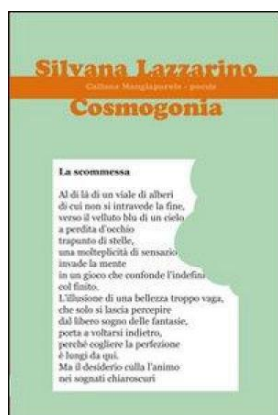 Silvana Lazzarino
Collana Mangiaparole - poesie
Cosmogonia
La scommessa
Al di là di un viale di alberi
di cui non si intravede la fine,
verso il velluto blu di un cielo
a perdita d'occhio
trapunto di stelle,
una molteplicità di sensazio
invade la mente
in un gioco che confonde l'indefini
col finito.
L'illusione di una bellezza troppo vaga,
che solo si lascia percepire
dal libero sogno delle fantasie,
porta a voltarsi indietro,
perché cogliere la perfezione
è lungi da qui.
Ma il desiderio culla l'animo
nei sognati chiaroscuri